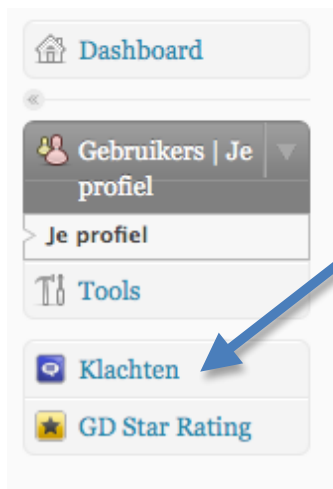 Dashboard
Gebruikers | Je
profiel
Je profiel
Tools
Klachten
GD Star Rating